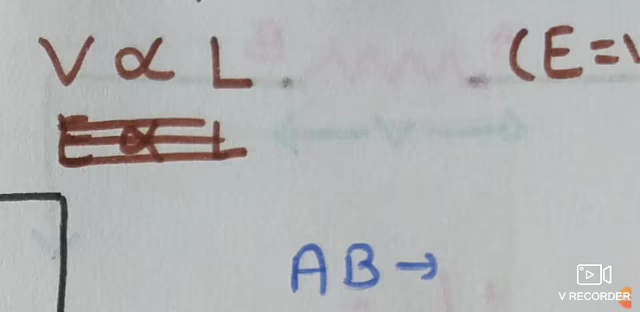 V ∝ L (E=V
E ∝ L
AB →
V RECORDER